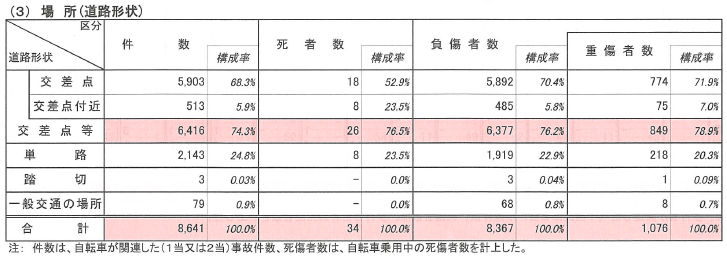 (3) 場 所(道路形状)
区分
道路形状 件 数 構成率 死者数 構成率 負傷者数 構成率 重傷者数 構成率
交差点 5,903 68.3% 18 52.9% 5,892 70.4% 774 71.9%
交差点付近 513 5.9% 8 23.5% 485 5.8% 75 7.0%
交差点等 6,416 74.3% 26 76.5% 6,377 76.2% 849 78.9%
単路 2,143 24.8% 8 23.5% 1,919 22.9% 218 20.3%
踏切 3 0.03% - 0.0% 3 0.04% 1 0.09%
一般交通の場所 79 0.9% - 0.0% 68 0.8% 8 0.7%
合計 8,641 100.0% 34 100.0% 8,367 100.0% 1,076 100.0%
注: 件数は、自転車が関連した(1当又は2当)事故件数、死傷者数は、自転車乗用中の死傷者数を計上した。